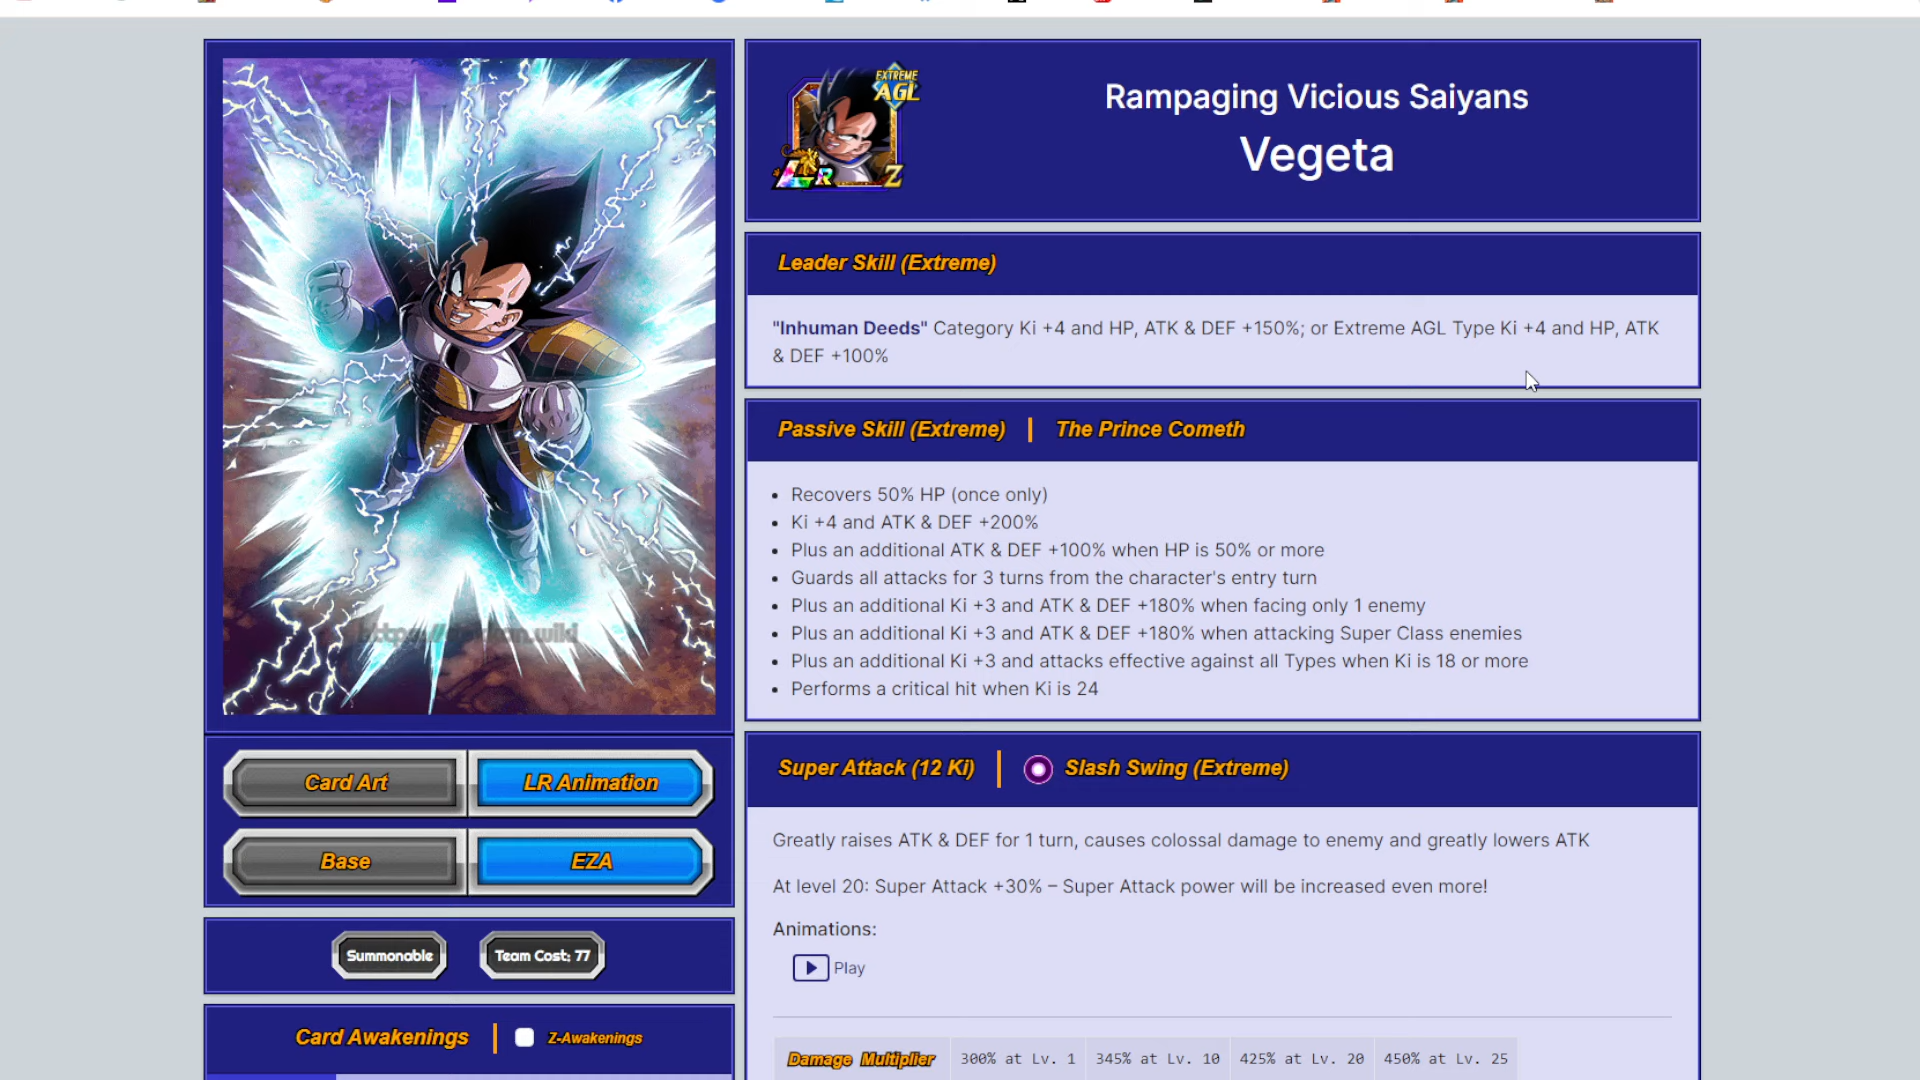 EXTREME
AGL
LR
Z
Rampaging Vicious Saiyans
Vegeta
Leader Skill (Extreme)
"Inhuman Deeds" Category Ki +4 and HP, ATK & DEF +150%; or Extreme AGL Type Ki +4 and HP, ATK
& DEF +100%
Passive Skill (Extreme) | The Prince Cometh
• Recovers 50% HP (once only)
• Ki +4 and ATK & DEF +200%
• Plus an additional ATK & DEF +100% when HP is 50% or more
• Guards all attacks for 3 turns from the character's entry turn
• Plus an additional Ki +3 and ATK & DEF +180% when facing only 1 enemy
• Plus an additional Ki +3 and ATK & DEF +180% when attacking Super Class enemies
• Plus an additional Ki +3 and attacks effective against all Types when Ki is 18 or more
• Performs a critical hit when Ki is 24
Super Attack (12 Ki) | Slash Swing (Extreme)
Greatly raises ATK & DEF for 1 turn, causes colossal damage to enemy and greatly lowers ATK
At level 20: Super Attack +30% – Super Attack power will be increased even more!
Animations:
Play
Damage Multiplier 300% at Lv. 1 345% at Lv. 10 425% at Lv. 20 450% at Lv. 25
Card Art LR Animation
Base EZA
Summonable Team Cost: 77
Card Awakenings | Z-Awakenings